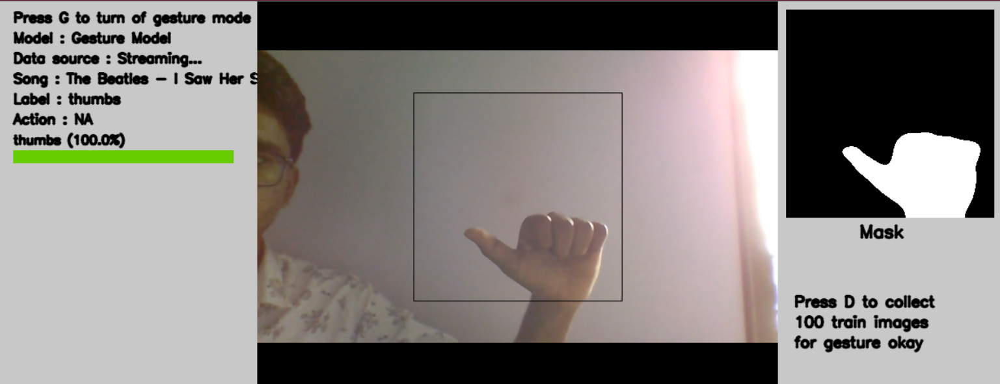 Press G to turn of gesture mode
Model : Gesture Model
Data source : Streaming...
Song : The Beatles - I Saw Her S
Label : thumbs
Action : NA
thumbs (100.0%)
Mask
Press D to collect
100 train images
for gesture okay